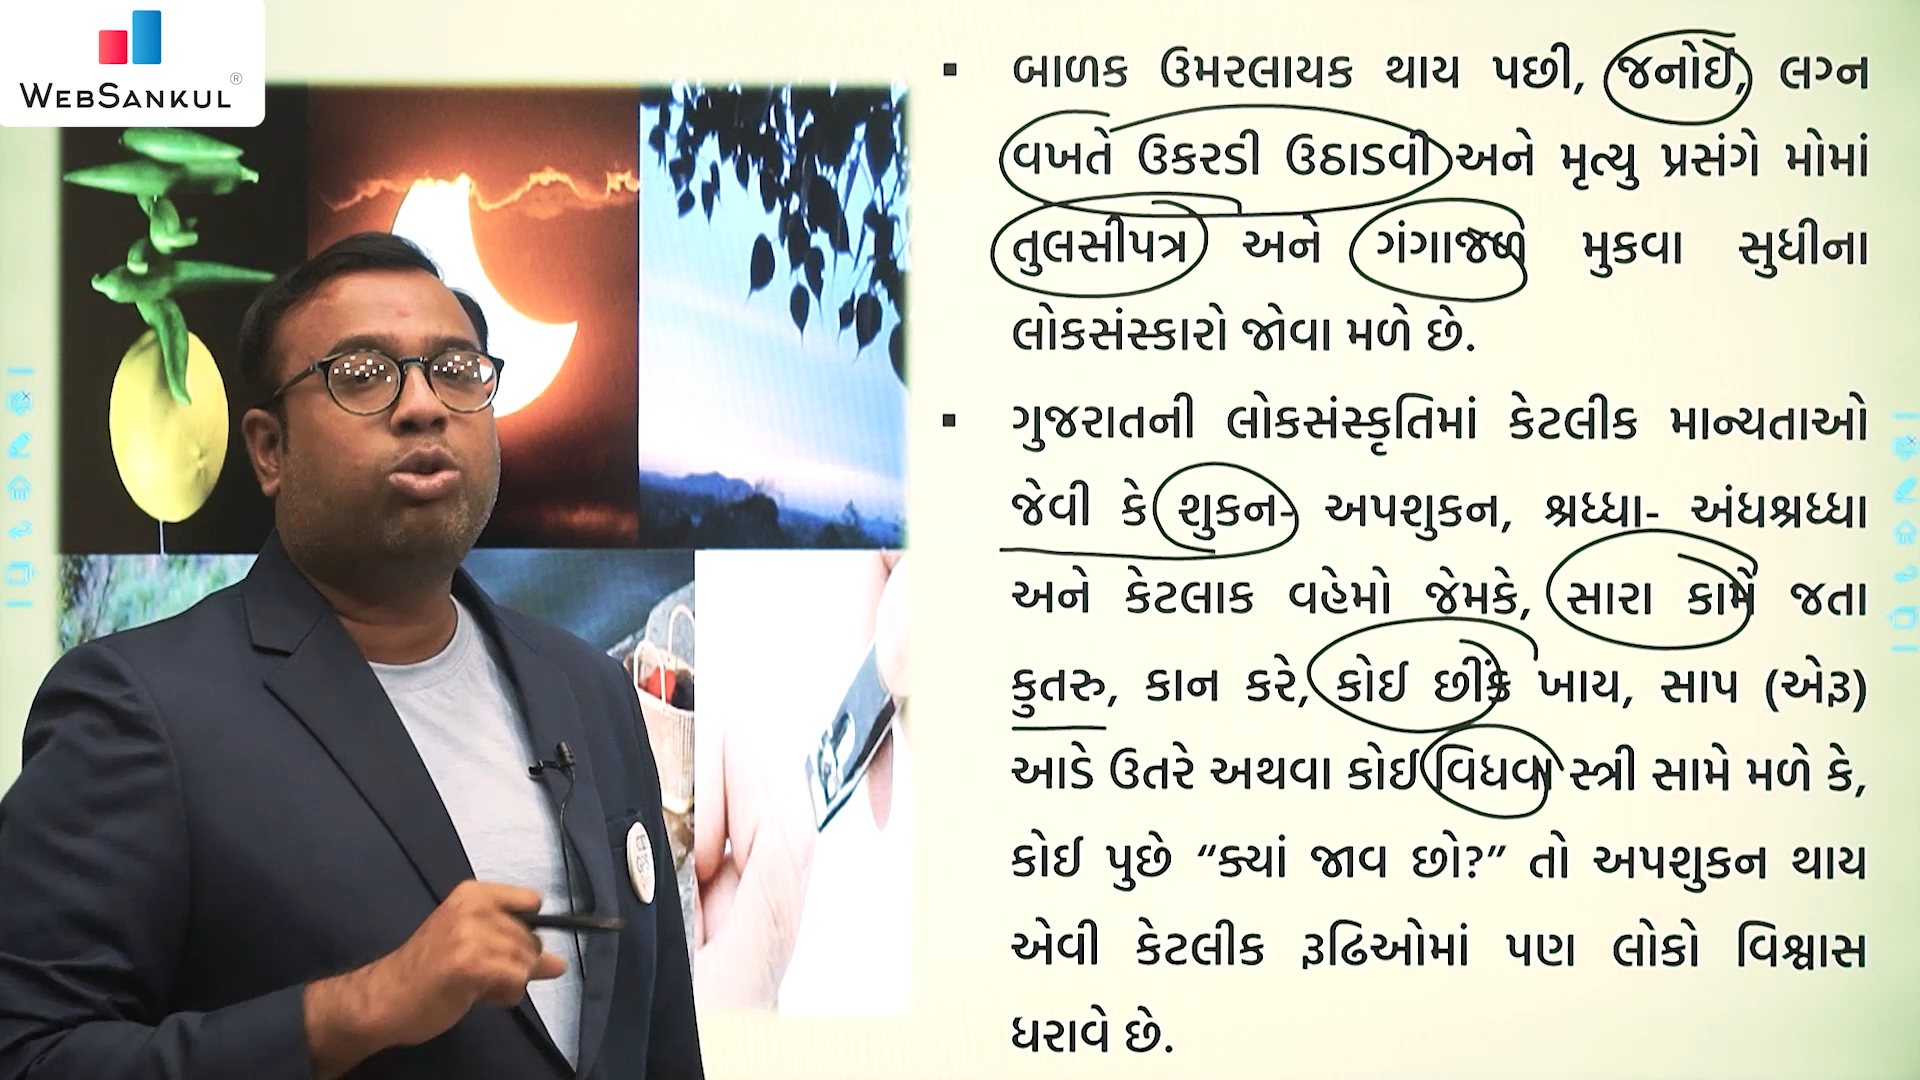 WEBSANKUL®
▪ બાળક ઉમરલાયક થાય પછી, જનોઈ, લગ્ન
વખતે ઉકરડી ઉઠાડવી અને મૃત્યુ પ્રસંગે મોમાં
તુલસીપત્ર અને ગંગાજળ મુકવા સુધીના
લોકસંસ્કારો જોવા મળે છે.
▪ ગુજરાતની લોકસંસ્કૃતિમાં કેટલીક માન્યતાઓ
જેવી કે શુકન- અપશુકન, શ્રધ્ધા- અંધશ્રધ્ધા
અને કેટલાક વહેમો જેમકે, સારા કામે જતા
કુતરુ, કાન કરે, કોઈ છીંક ખાય, સાપ (એરૂ)
આડે ઉતરે અથવા કોઈ વિધવા સ્ત્રી સામે મળે કે,
કોઈ પુછે “ક્યાં જાવ છો?” તો અપશુકન થાય
એવી કેટલીક રૂઢિઓમાં પણ લોકો વિશ્વાસ
ધરાવે છે.